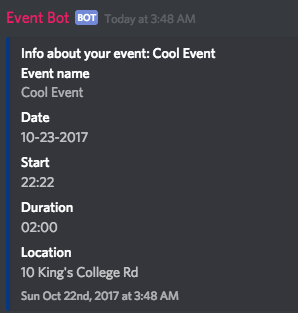 Event Bot BOT Today at 3:48 AM
Info about your event: Cool Event
Event name
Cool Event
Date
10-23-2017
Start
22:22
Duration
02:00
Location
10 King's College Rd
Sun Oct 22nd, 2017 at 3:48 AM